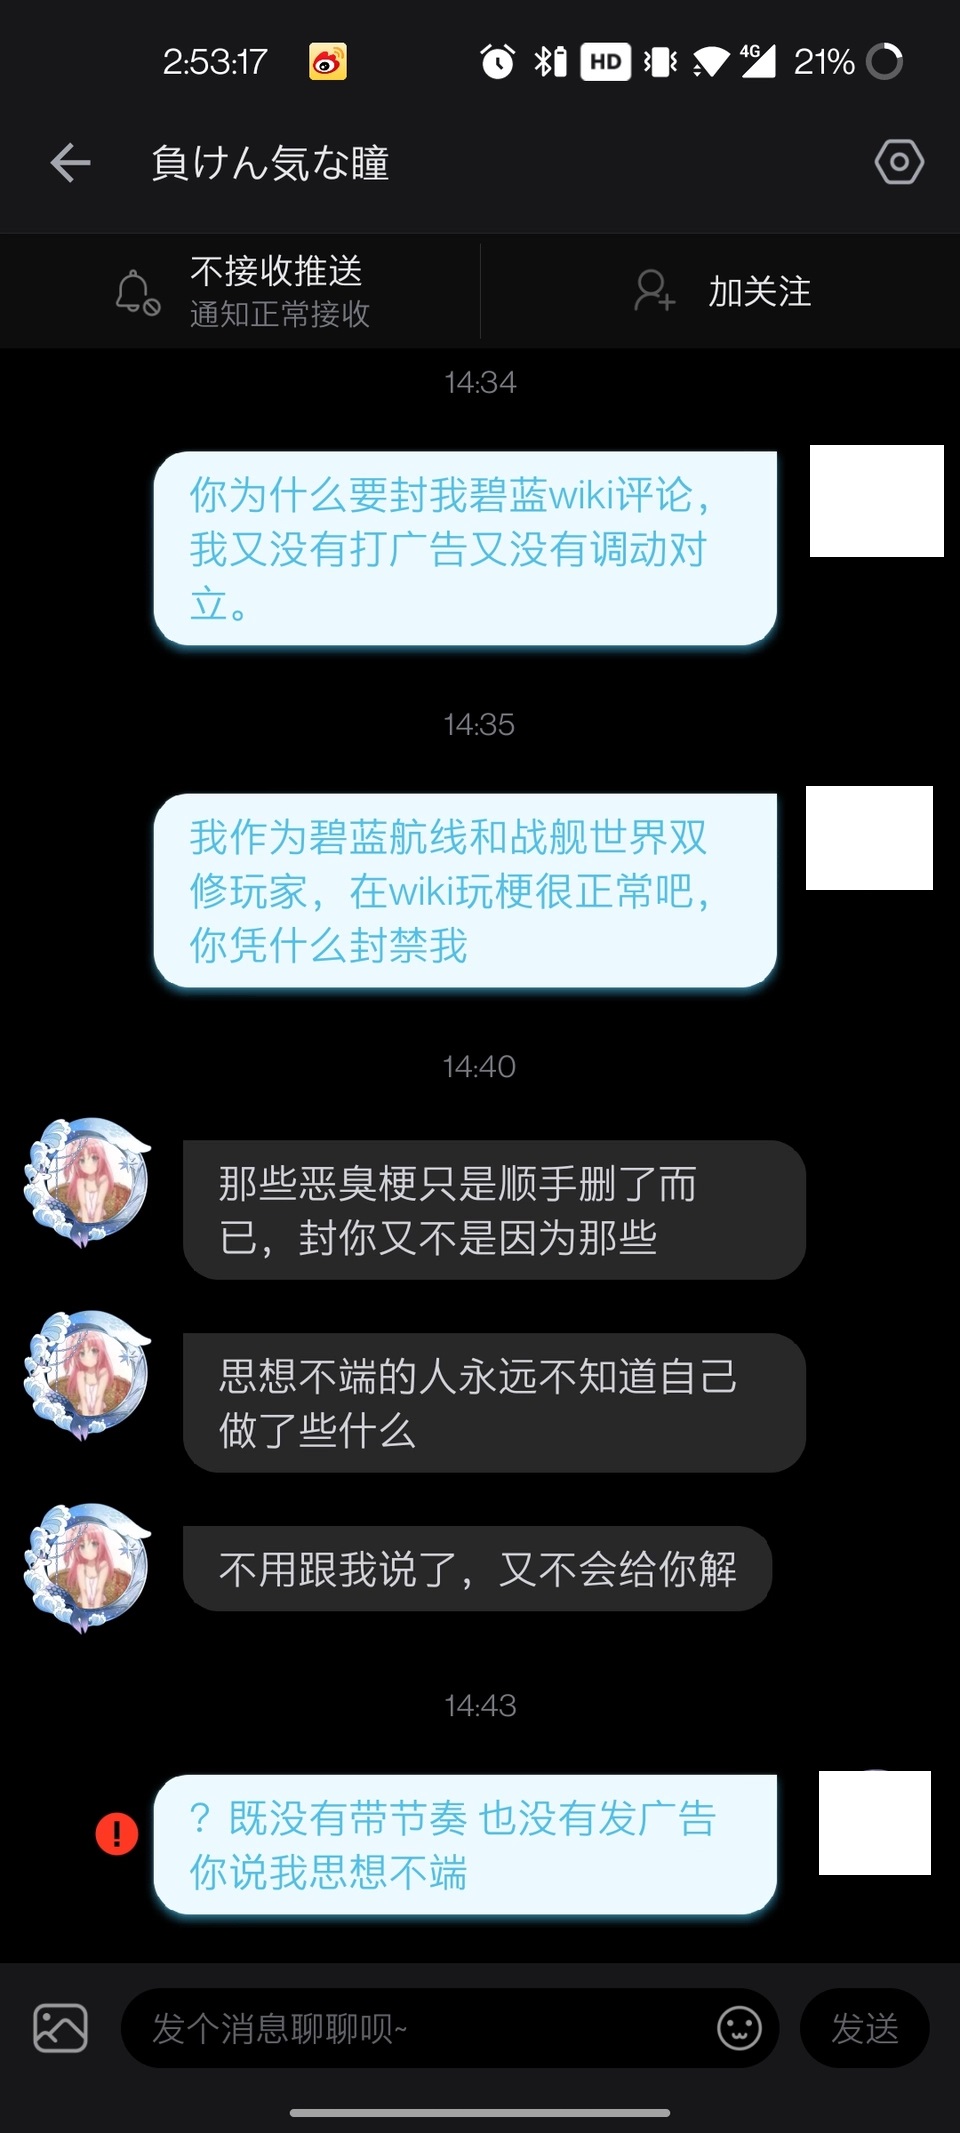 2:53:17
HD
4G
21%
負けん気な瞳
不接收推送
通知正常接收
加关注
14:34
你为什么要封我碧蓝wiki评论，
我又没有打广告又没有调动对
立。
14:35
我作为碧蓝航线和战舰世界双
修玩家，在wiki玩梗很正常吧，
你凭什么封禁我
14:40
那些恶臭梗只是顺手删了而
已，封你又不是因为那些
思想不端的人永远不知道自己
做了些什么
不用跟我说了，又不会给你解
14:43
？既没有带节奏 也没有发广告
你说我思想不端
发个消息聊聊呗~
发送